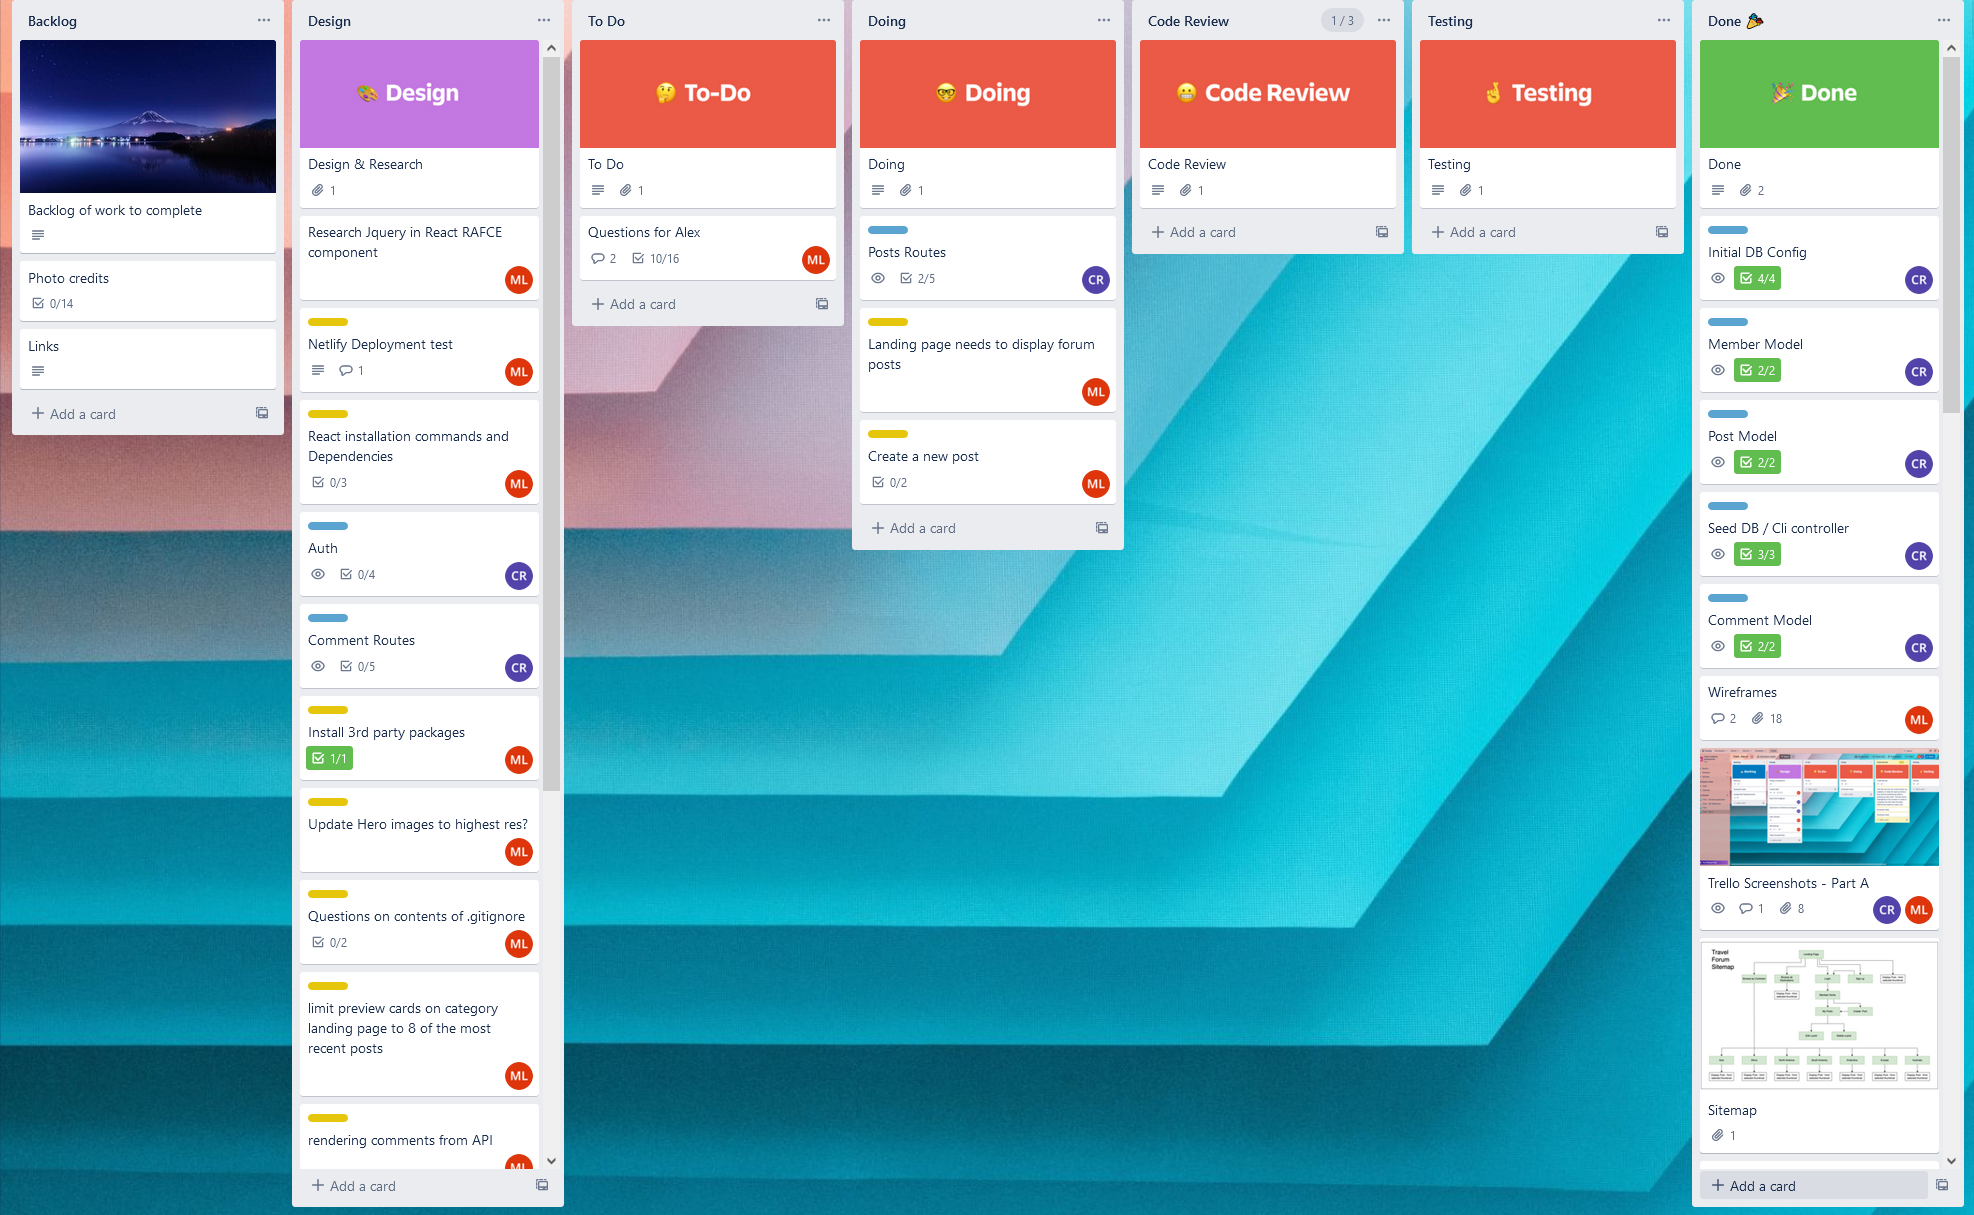 Backlog
Backlog of work to complete
Photo credits
0/14
Links
Add a card
Design
Design
Design & Research
1
Research Jquery in React RAFCE
component
ML
Netlify Deployment test
1
ML
React installation commands and
Dependencies
0/3
ML
Auth
0/4
CR
Comment Routes
0/5
CR
Install 3rd party packages
1/1
ML
Update Hero images to highest res?
ML
Questions on contents of .gitignore
0/2
ML
limit preview cards on category
landing page to 8 of the most
recent posts
ML
rendering comments from API
ML
Add a card
To Do
To-Do
To Do
1
Questions for Alex
2 10/16
ML
Add a card
Doing
Doing
Doing
1
Posts Routes
2/5
CR
Landing page needs to display forum
posts
ML
Create a new post
0/2
ML
Add a card
Code Review 1 / 3
Code Review
Code Review
1
Add a card
Testing
Testing
Testing
1
Add a card
Done
Done
Done
2
Initial DB Config
4/4
CR
Member Model
2/2
CR
Post Model
2/2
CR
Seed DB / Cli controller
3/3
CR
Comment Model
2/2
CR
Wireframes
2 18
ML
Trello Screenshots - Part A
1 8
CR ML
Travel
Forum
Sitemap
Sitemap
1
Add a card